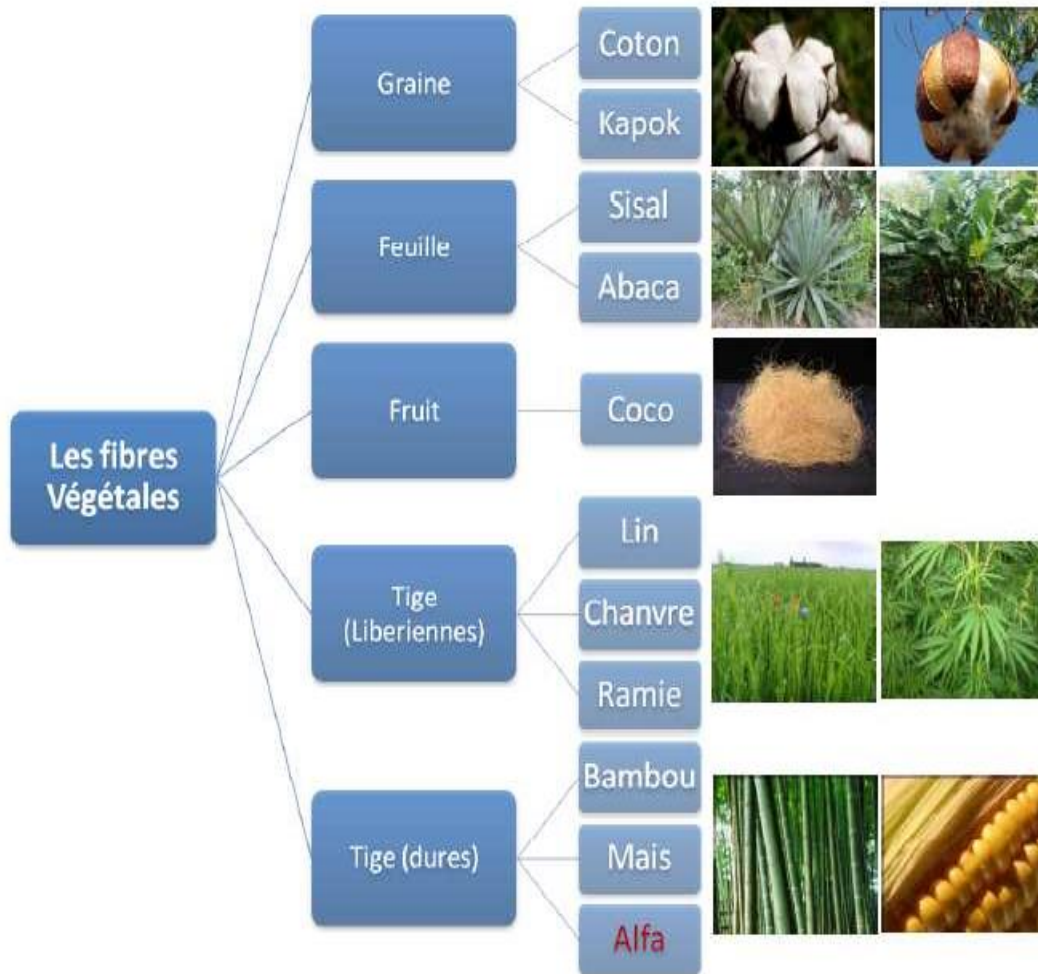 Les fibres
Végétales
Graine
Coton
Kapok
Feuille
Sisal
Abaca
Fruit
Coco
Tige
(Liberiennes)
Lin
Chanvre
Ramie
Tige (dures)
Bambou
Mais
Alfa